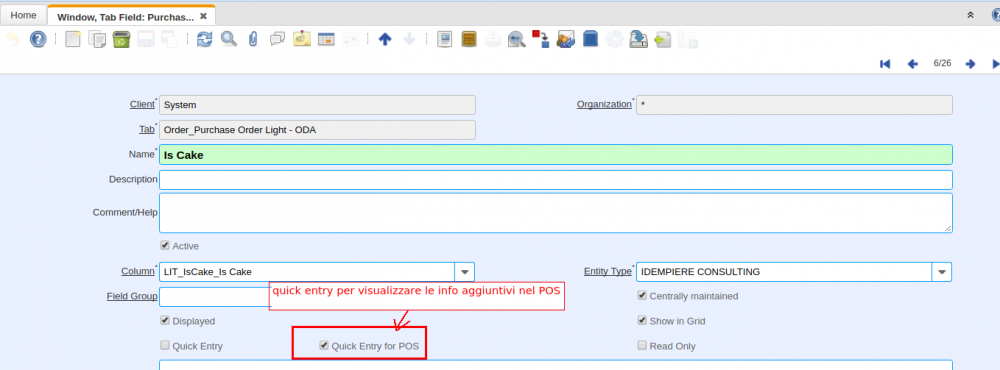 Home
Window, Tab Field: Purchas... ✖
6/26
Client* System
Organization* *
Tab* Order_Purchase Order Light - ODA
Name* Is Cake
Description
Comment/Help
Active
Column* LIT_IsCake_Is Cake
Entity Type* IDEMPIERE CONSULTING
quick entry per visualizzare le info aggiuntivi nel POS
Field Group
Centrally maintained
Displayed
Show in Grid
Quick Entry
Quick Entry for POS
Read Only